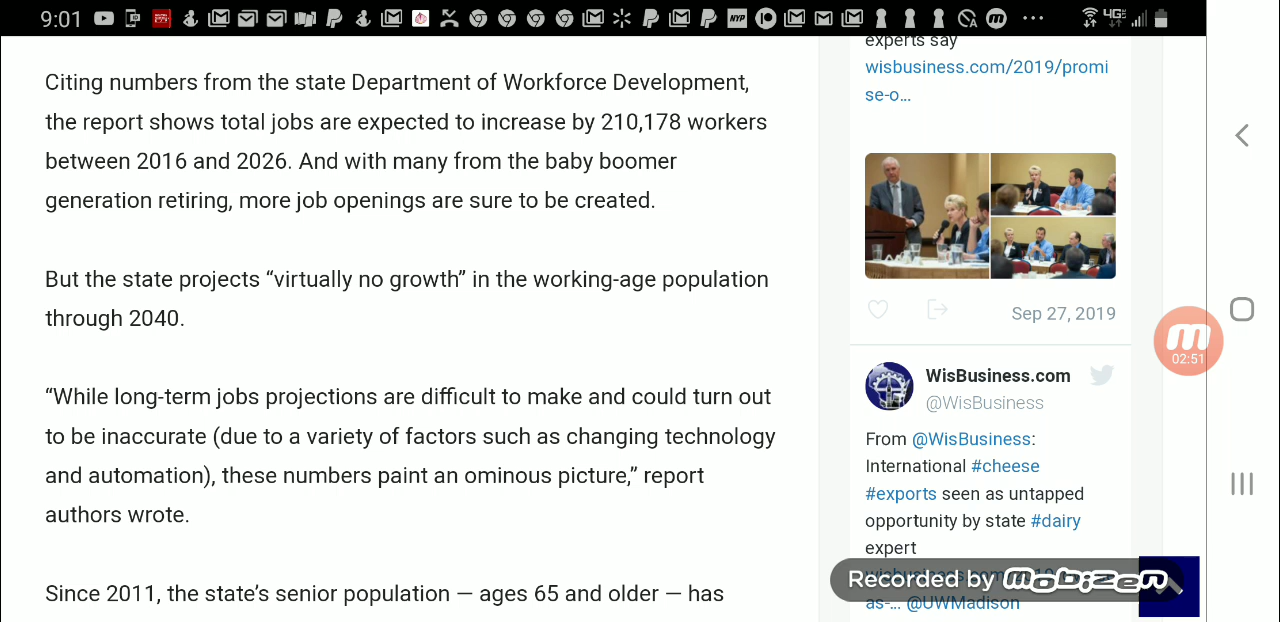 9:01
NYP
4GE
Citing numbers from the state Department of Workforce Development,
the report shows total jobs are expected to increase by 210,178 workers
between 2016 and 2026. And with many from the baby boomer
generation retiring, more job openings are sure to be created.
But the state projects “virtually no growth” in the working-age population
through 2040.
“While long-term jobs projections are difficult to make and could turn out
to be inaccurate (due to a variety of factors such as changing technology
and automation), these numbers paint an ominous picture,” report
authors wrote.
Since 2011, the state’s senior population — ages 65 and older — has
experts say
wisbusiness.com/2019/promi
se-o…
Sep 27, 2019
02:51
WisBusiness.com
@WisBusiness
From @WisBusiness:
International #cheese
#exports seen as untapped
opportunity by state #dairy
expert
as-… @UWMadison
Recorded by mobizen